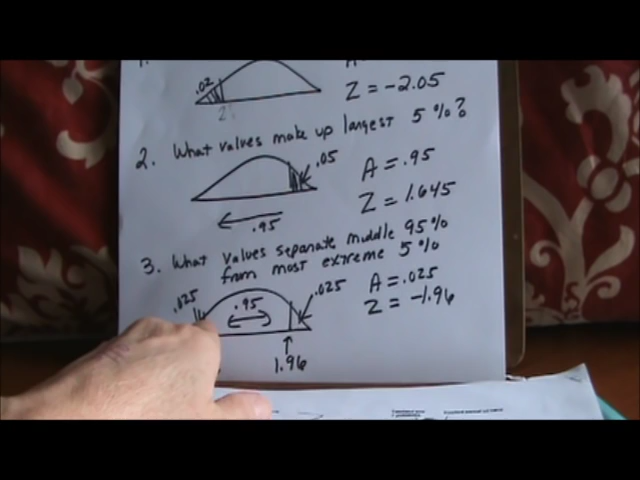 1.
.02
Z = -2.05
2. What values make up largest 5%?
.05
A = .95
Z = 1.645
.95
3. What values separate middle 95%
from most extreme 5%
.025
.95
.025
A = .025
Z = -1.96
1.96